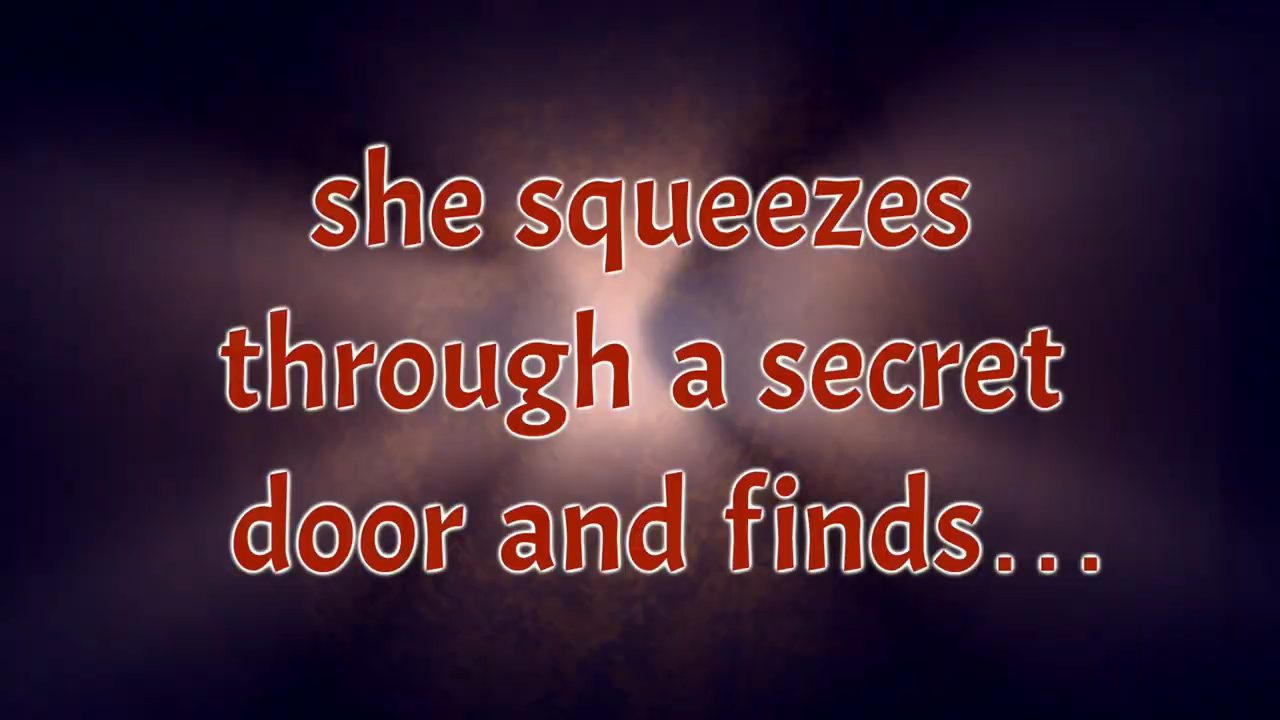 she squeezes
through a secret
door and finds...